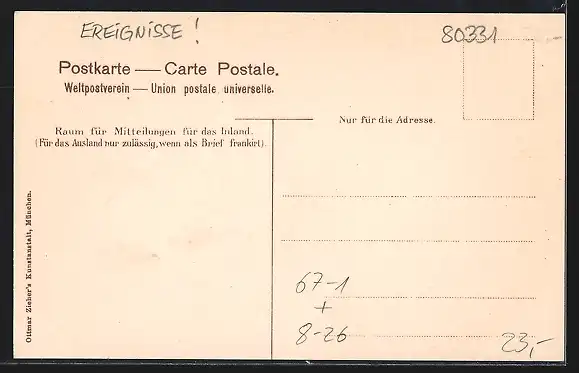 EREIGNISSE !
80331
Postkarte — Carte Postale.
Weltpostverein — Union postale universelle.
Nur für die Adresse.
Raum für Mitteilungen für das Inland.
(Für das Ausland nur zulässig, wenn als Brief frankirt).
Ottmar Zieher's Kunstanstalt, München.
67-1
+
8-26
23,-